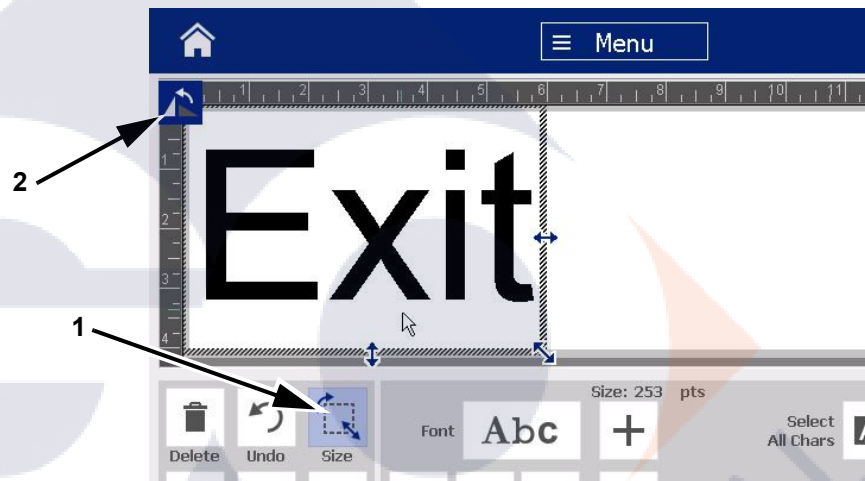 Menu
1 2 3 4 5 6 7 8 9 10 11
2
1
2
3
4
Exit
1
Size: 253 pts
Font Abc +
Select
All Chars
Delete Undo Size